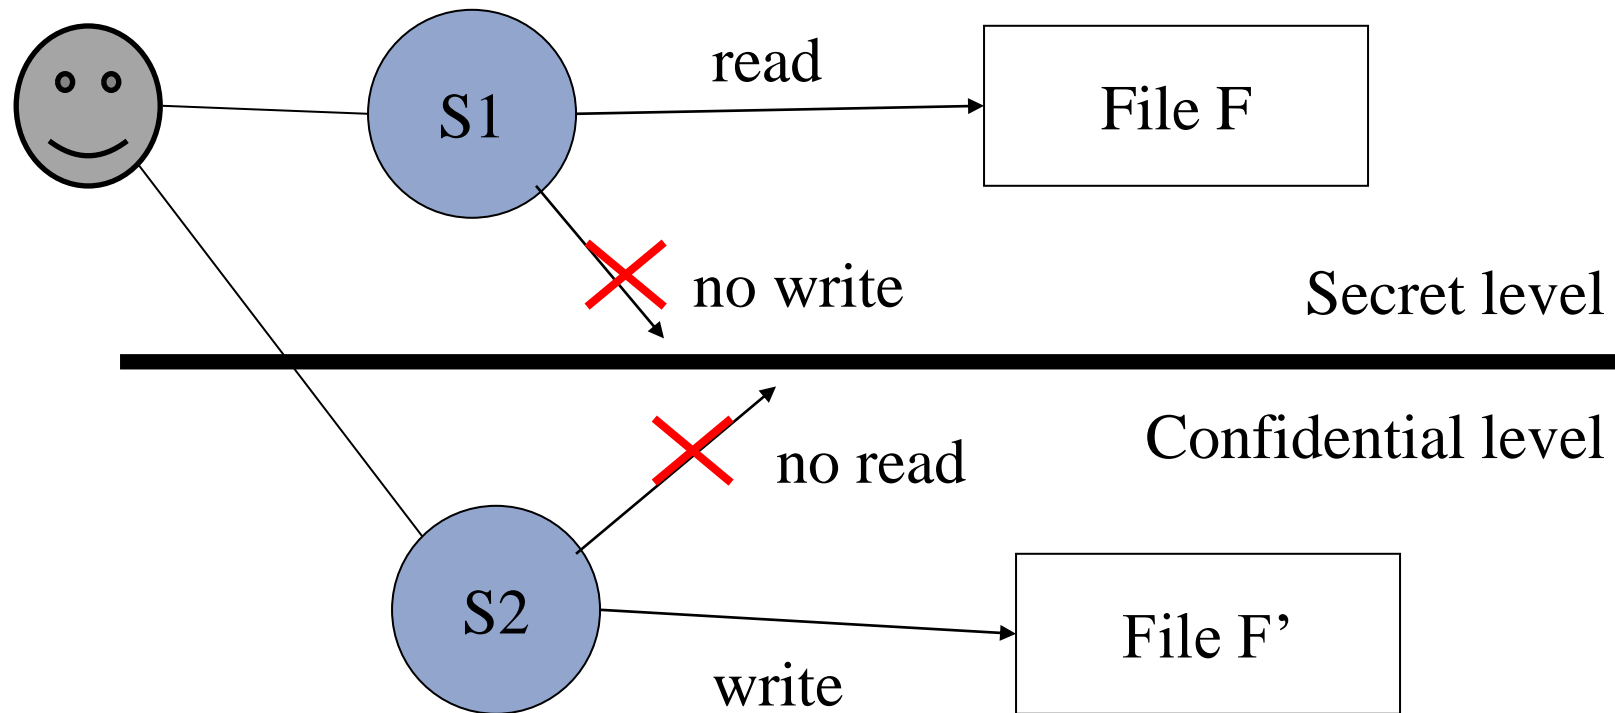 read
S1
File F
no write
Secret level
Confidential level
no read
S2
File F’
write